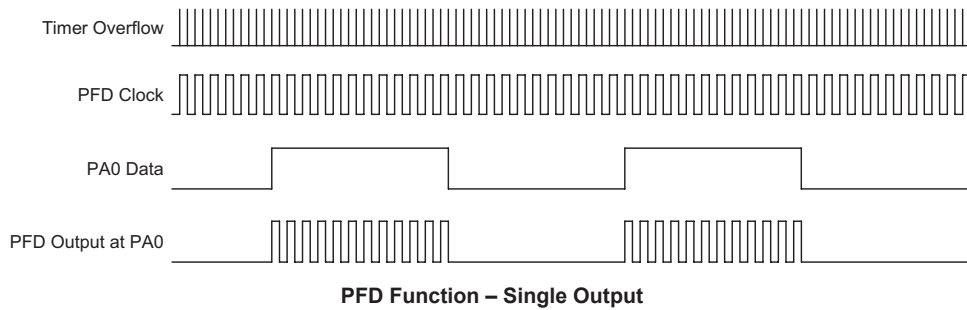 Timer Overflow
PFD Clock
PA0 Data
PFD Output at PA0
PFD Function – Single Output